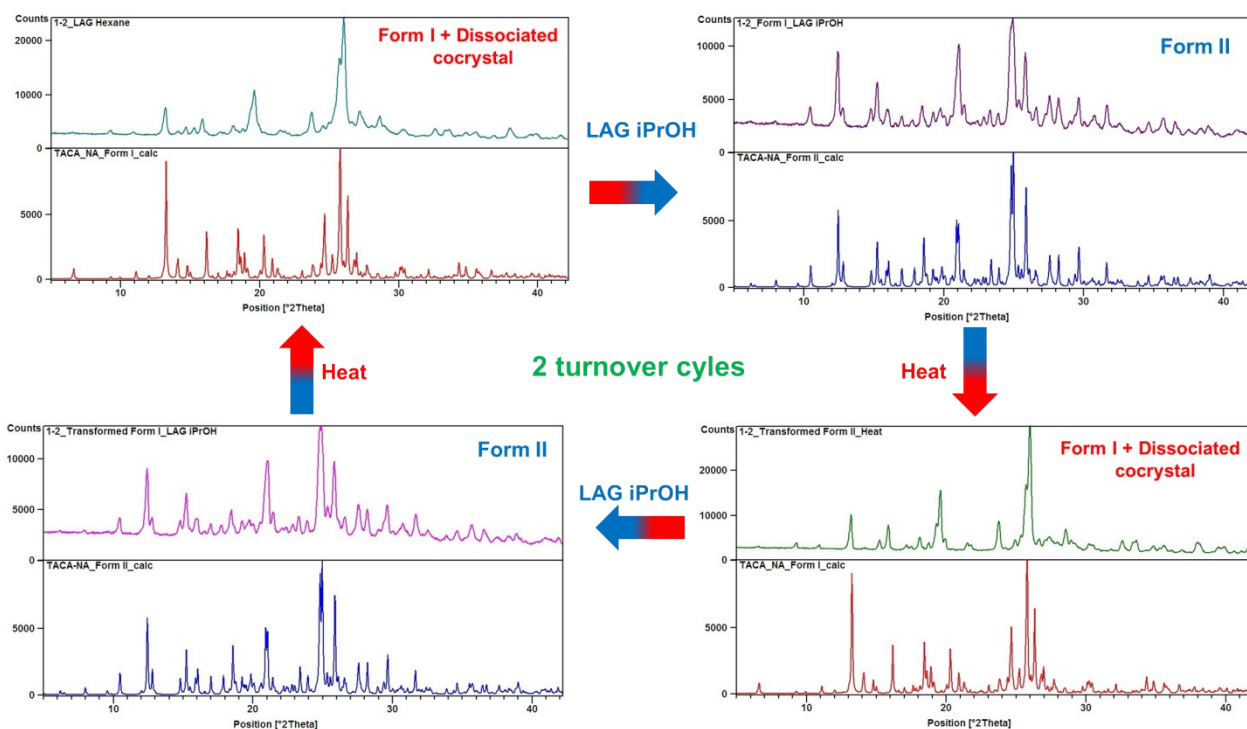 Counts
1-2_LAG Hexane
Form I + Dissociated
cocrystal
20000
10000
0
TACA_NA_Form I_calc
5000
0
10
20
30
40
Position [°2Theta]
LAG iPrOH
Counts
1-2_Form I_LAG iPrOH
Form II
10000
5000
0
TACA-NA_Form II_calc
5000
0
10
20
30
40
Position [°2Theta]
Heat
2 turnover cyles
Heat
Counts
1-2_Transformed Form I_LAG iPrOH
Form II
10000
5000
0
TACA-NA_Form II_calc
5000
0
10
20
30
40
Position [°2Theta]
LAG iPrOH
Counts
1-2_Transformed Form II_Heat
Form I + Dissociated
cocrystal
20000
10000
0
TACA_NA_Form I_calc
5000
0
10
20
30
40
Position [°2Theta]